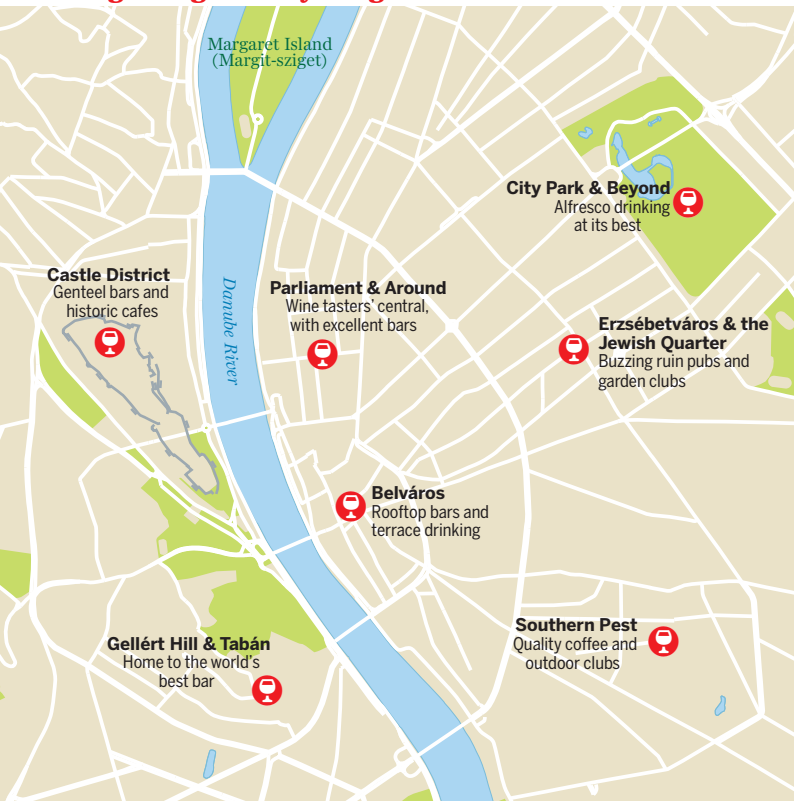 Margaret Island
(Margit-sziget)
City Park & Beyond
Alfresco drinking
at its best
Castle District
Genteel bars and
historic cafes
Danube River
Parliament & Around
Wine tasters' central,
with excellent bars
Erzsébetváros & the
Jewish Quarter
Buzzing ruin pubs and
garden clubs
Belváros
Rooftop bars and
terrace drinking
Southern Pest
Quality coffee and
outdoor clubs
Gellért Hill & Tabán
Home to the world's
best bar